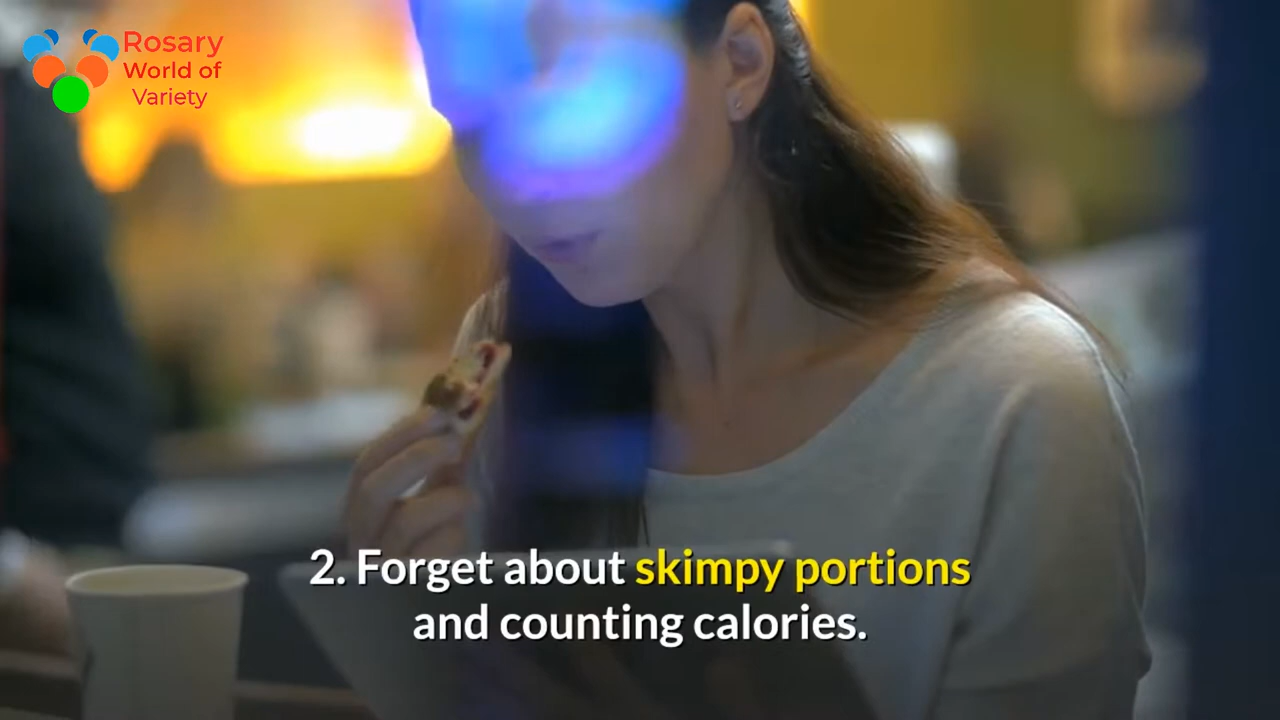 Rosary
World of
Variety
2. Forget about skimpy portions
and counting calories.